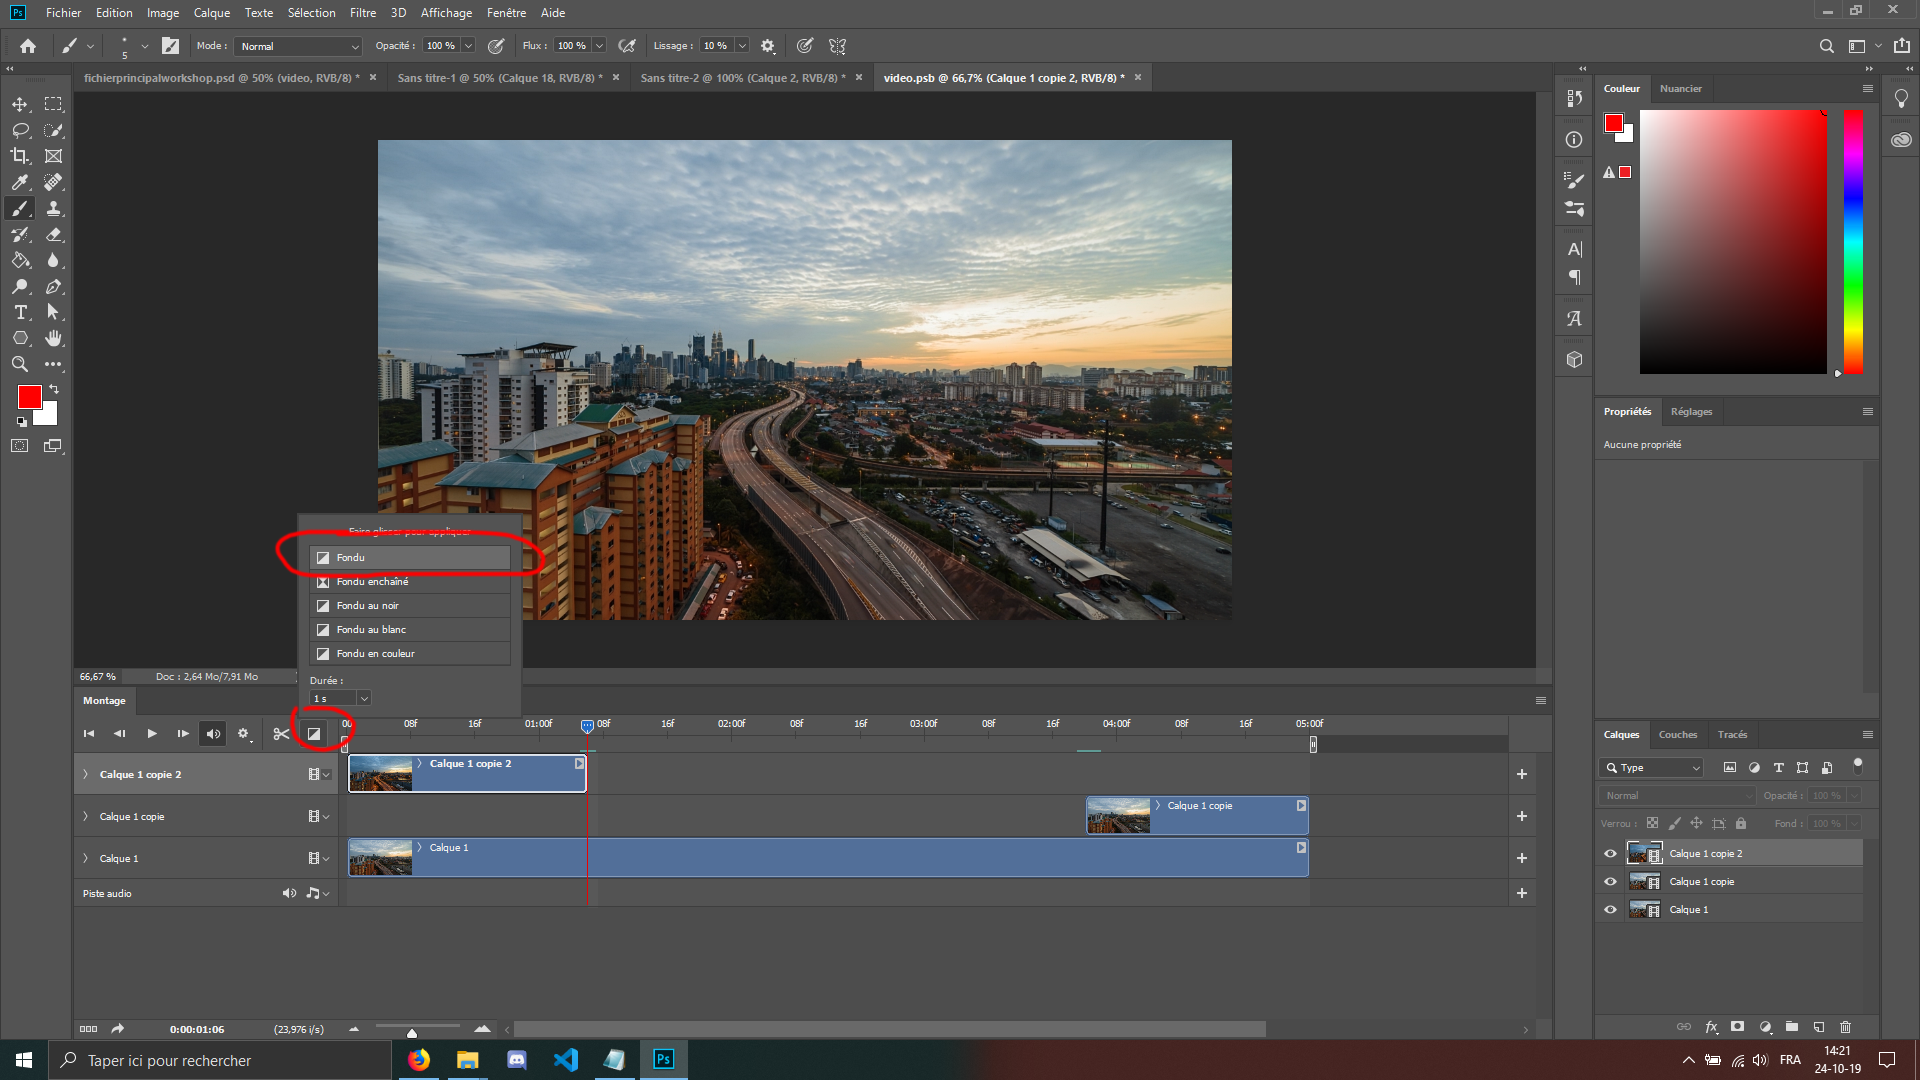 Ps Fichier Edition Image Calque Texte Sélection Filtre 3D Affichage Fenêtre Aide
5 Mode : Normal Opacité : 100 % Flux : 100 % Lissage : 10 %
fichierprincipalworkshop.psd @ 50% (video, RVB/8) * × Sans titre-1 @ 50% (Calque 18, RVB/8) * × Sans titre-2 @ 100% (Calque 2, RVB/8) * × video.psb @ 66,7% (Calque 1 copie 2, RVB/8) * ×
Couleur Nuancier
Propriétés Réglages
Aucune propriété
Faire glisser pour appliquer
Fondu
Fondu enchaîné
Fondu au noir
Fondu au blanc
Fondu en couleur
Durée :
1 s
66,67 % Doc : 2,64 Mo/7,91 Mo
Montage
00 08f 16f 01:00f 08f 16f 02:00f 08f 16f 03:00f 08f 16f 04:00f 08f 16f 05:00f
Calque 1 copie 2 Calque 1 copie 2
Calque 1 copie Calque 1 copie
Calque 1 Calque 1
Piste audio
0:00:01:06 (23,976 i/s)
Calques Couches Tracés
Type
Normal Opacité : 100 %
Verrou : Fond : 100 %
Calque 1 copie 2
Calque 1 copie
Calque 1
fx
Taper ici pour rechercher
Ps
FRA
14:21
24-10-19